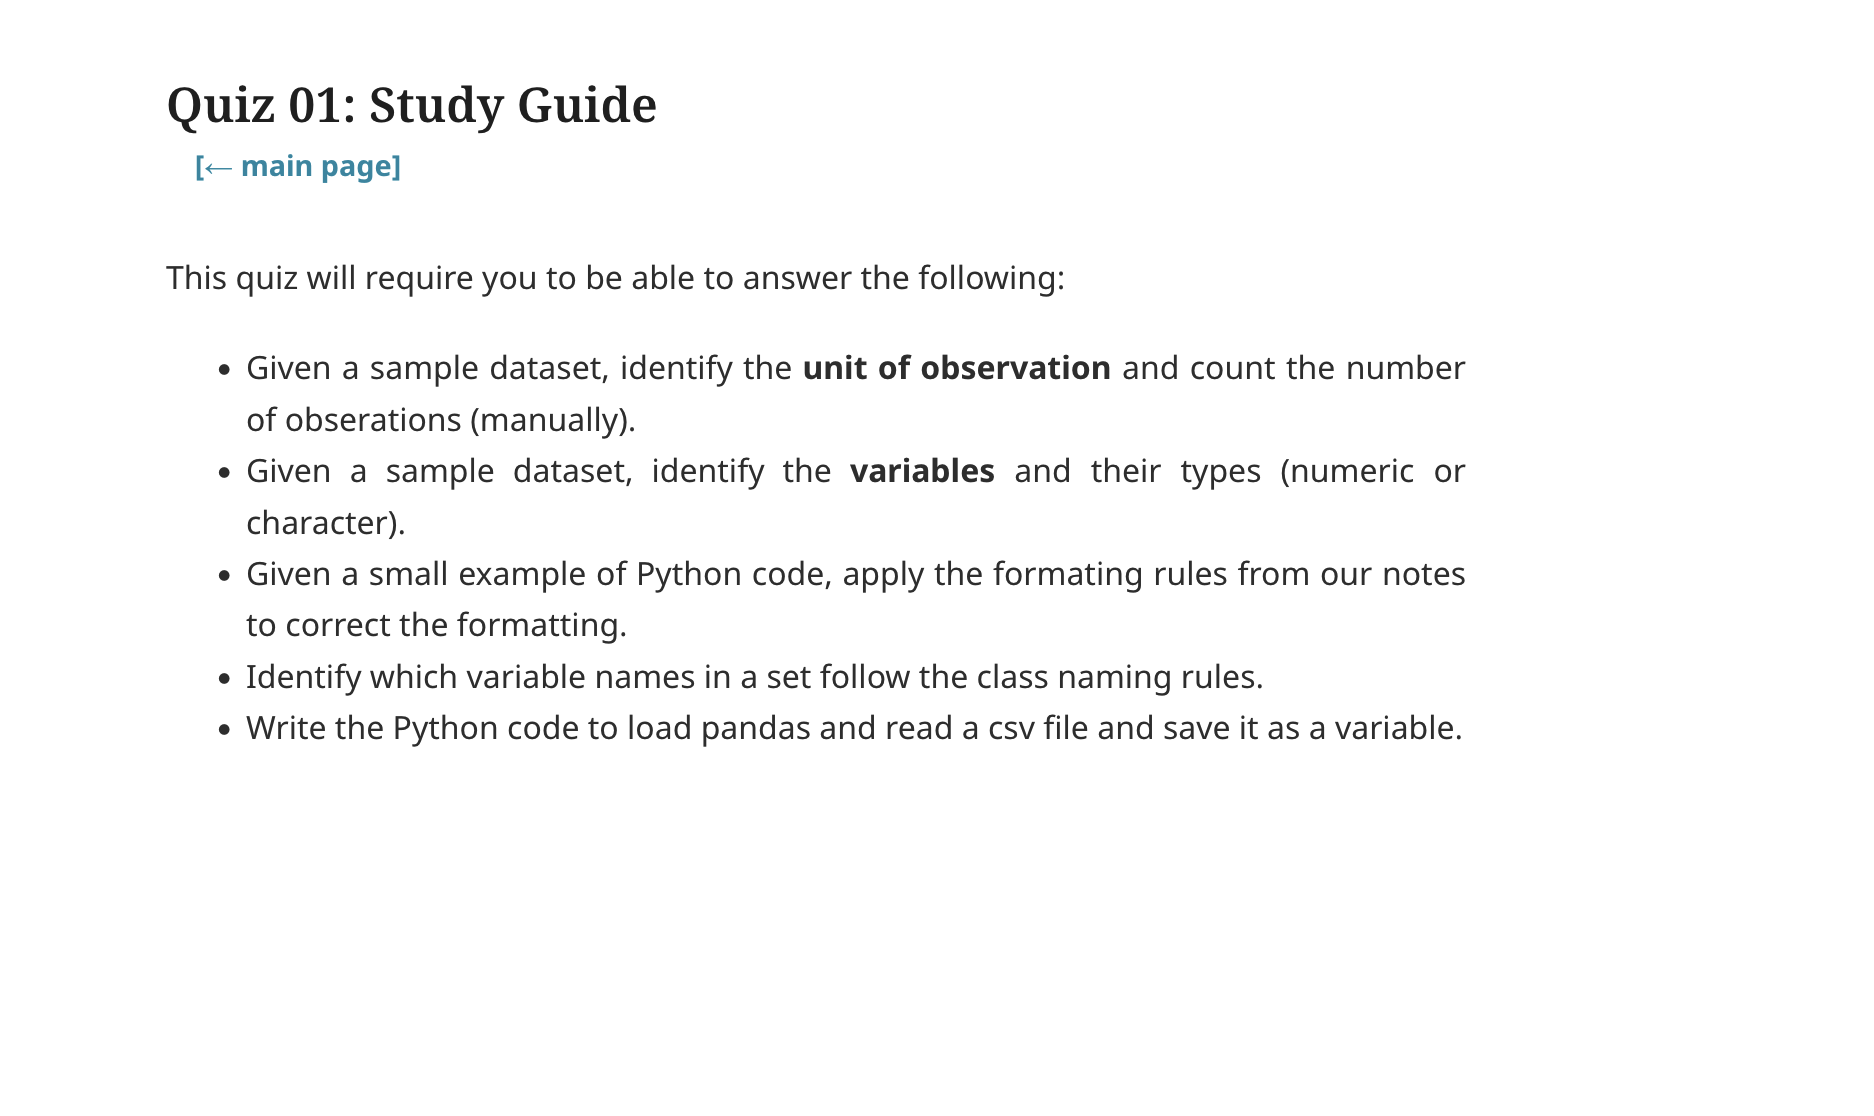 Quiz 01: Study Guide
[← main page]
This quiz will require you to be able to answer the following:
• Given a sample dataset, identify the unit of observation and count the number
of obserations (manually).
• Given a sample dataset, identify the variables and their types (numeric or
character).
• Given a small example of Python code, apply the formating rules from our notes
to correct the formatting.
• Identify which variable names in a set follow the class naming rules.
• Write the Python code to load pandas and read a csv file and save it as a variable.